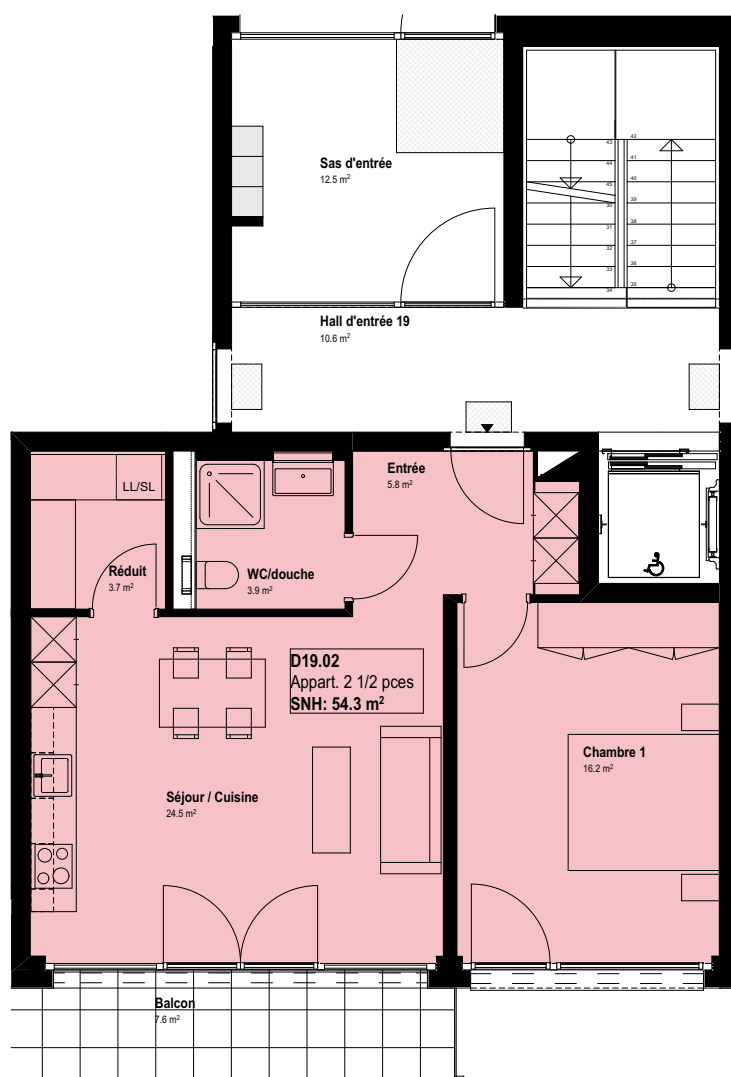 Sas d'entrée
12.5 m²
43
42
44
41
45
40
30
39
31
38
32
37
33
36
34
35
Hall d'entrée 19
10.6 m²
Entrée
5.8 m²
LL/SL
Réduit
3.7 m²
WC/douche
3.9 m²
D19.02
Appart. 2 1/2 pces
SNH: 54.3 m²
Chambre 1
16.2 m²
Séjour / Cuisine
24.5 m²
Balcon
7.6 m²